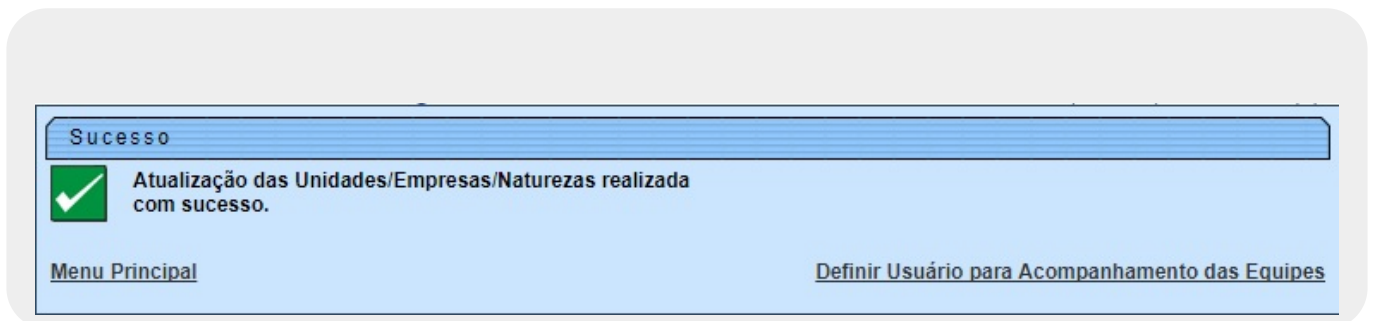 Sucesso
Atualização das Unidades/Empresas/Naturezas realizada
com sucesso.
Menu Principal
Definir Usuário para Acompanhamento das Equipes